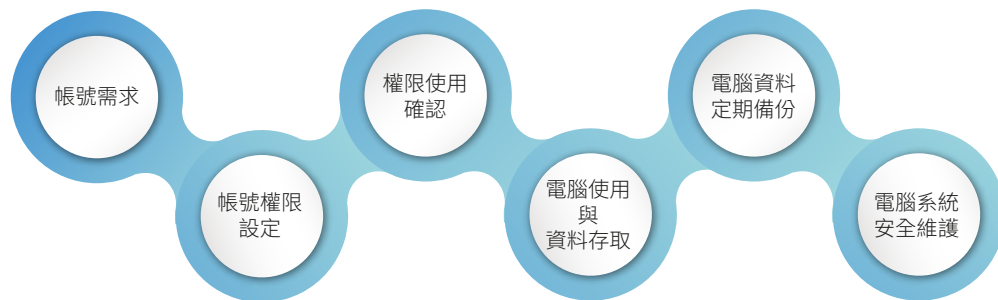 帳號需求
帳號權限
設定
權限使用
確認
電腦使用
與
資料存取
電腦資料
定期備份
電腦系統
安全維護